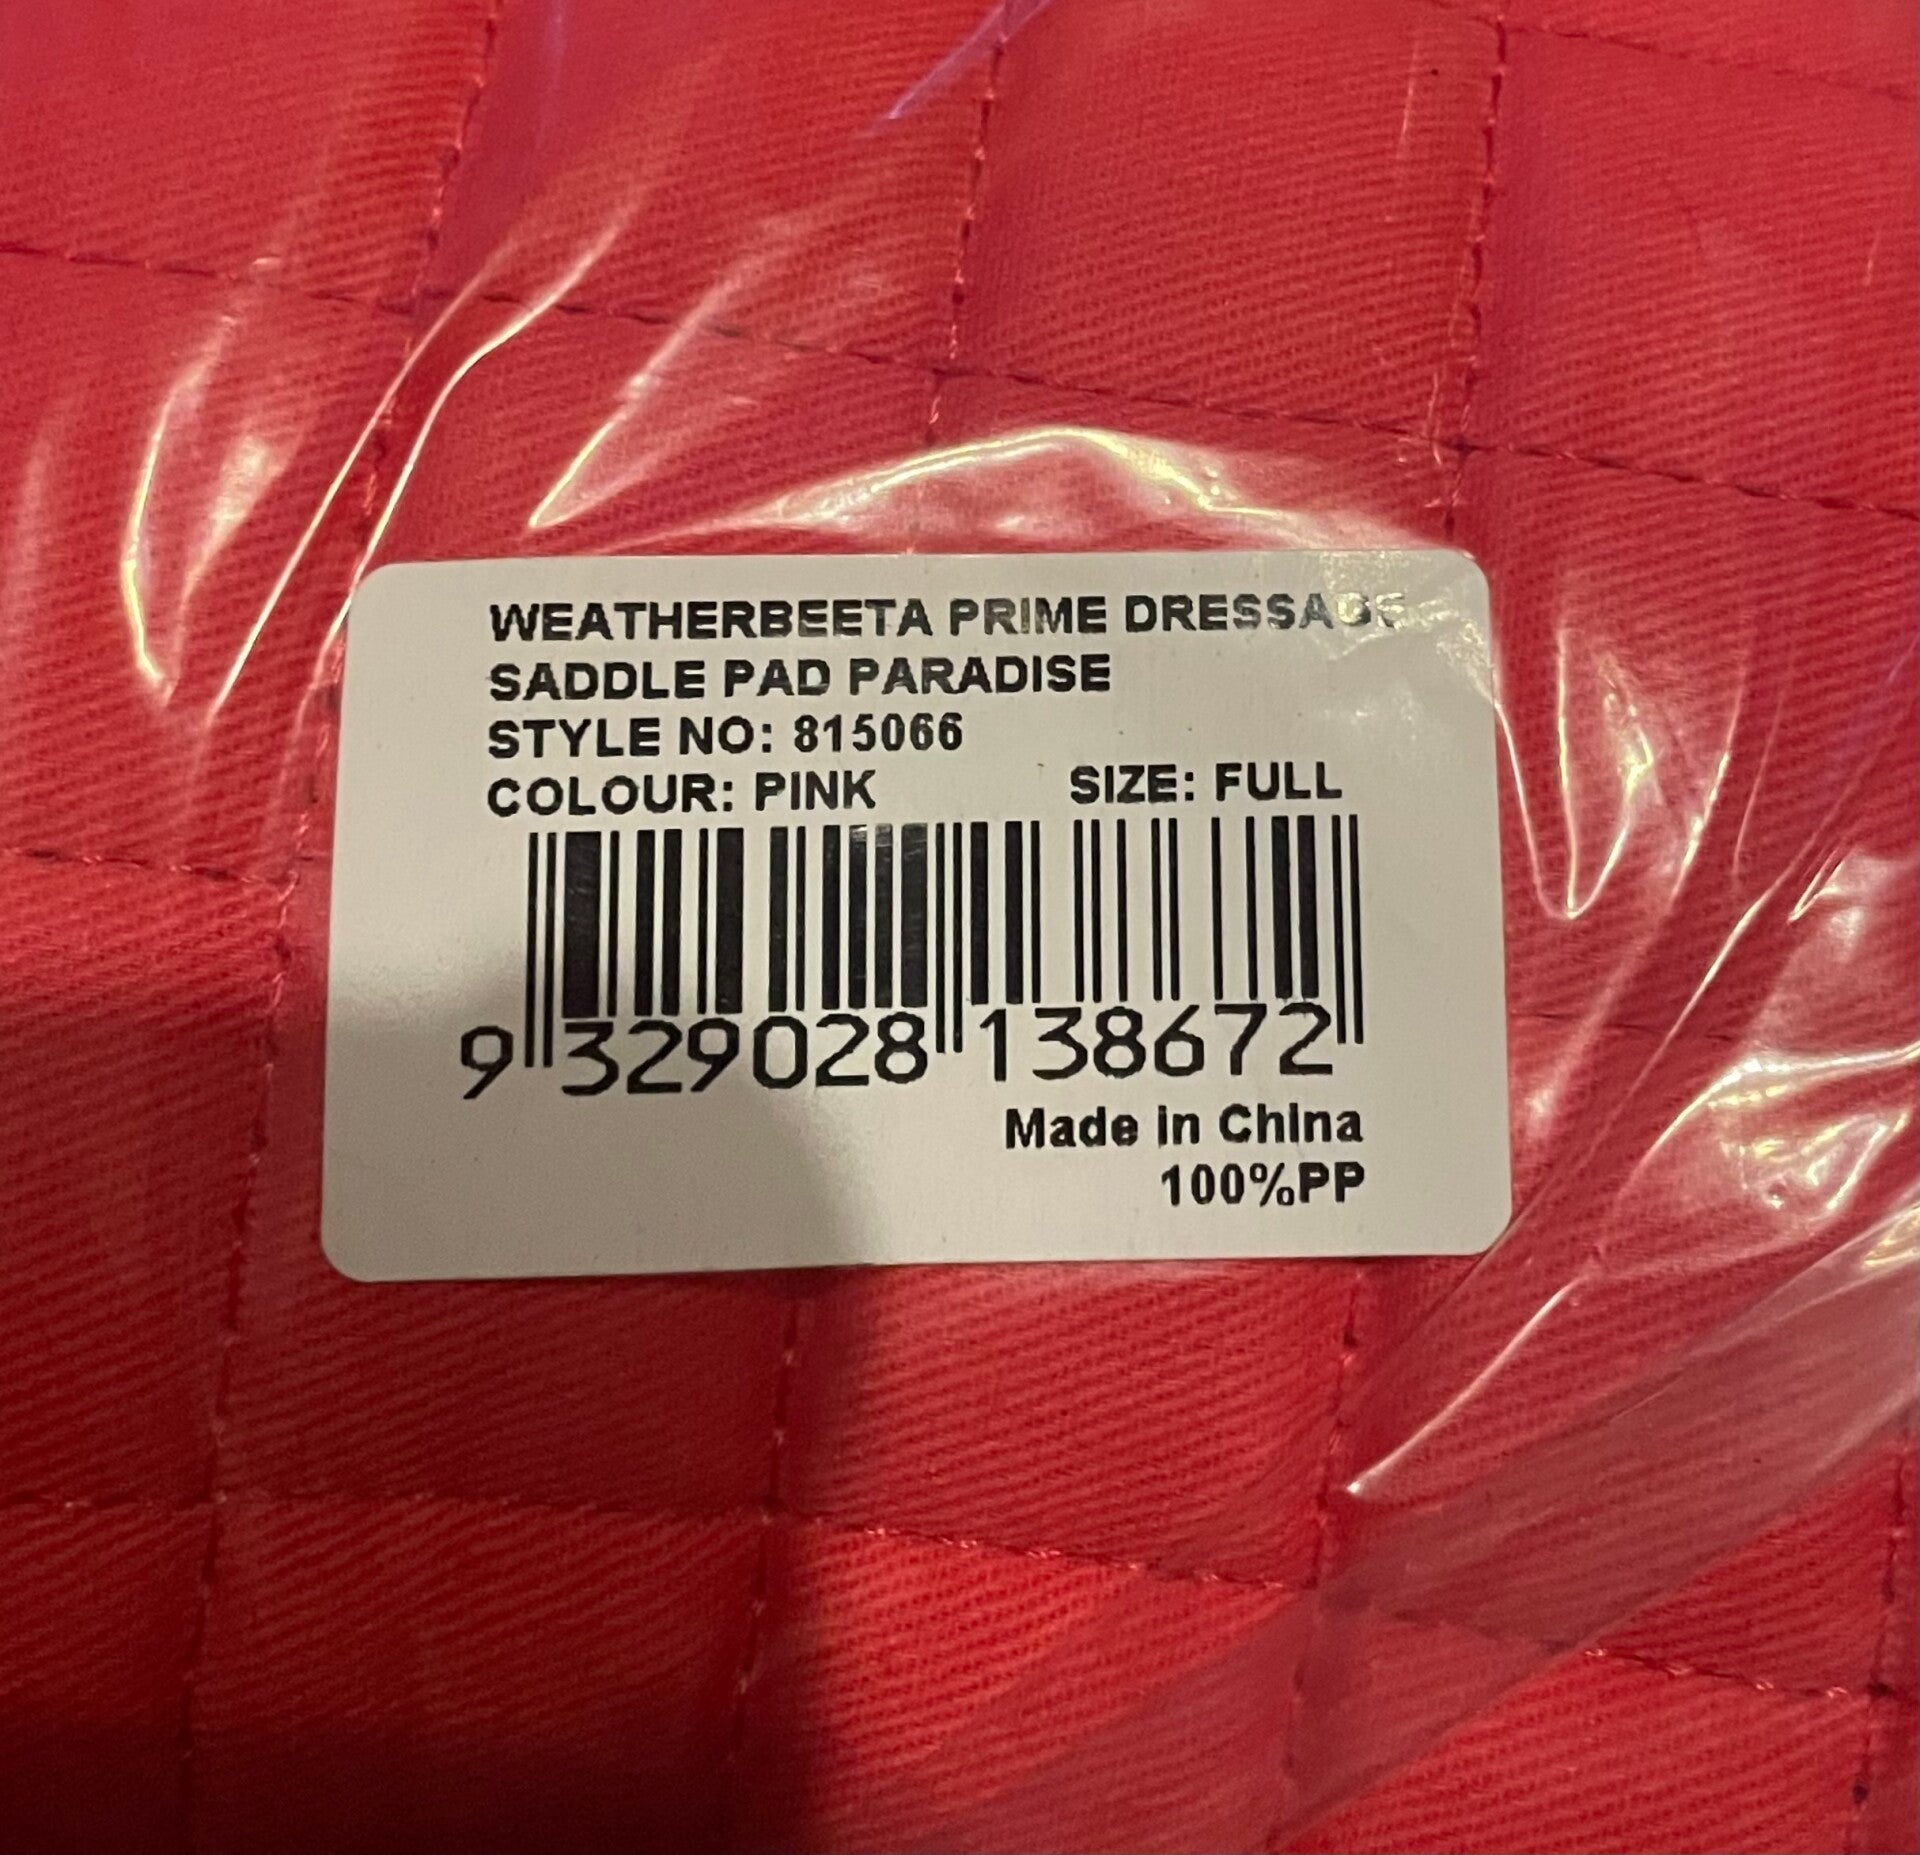 WEATHERBEETA PRIME DRESSAGE
SADDLE PAD PARADISE
STYLE NO: 815066
COLOUR: PINK SIZE: FULL
9 329028 138672
Made in China
100%PP